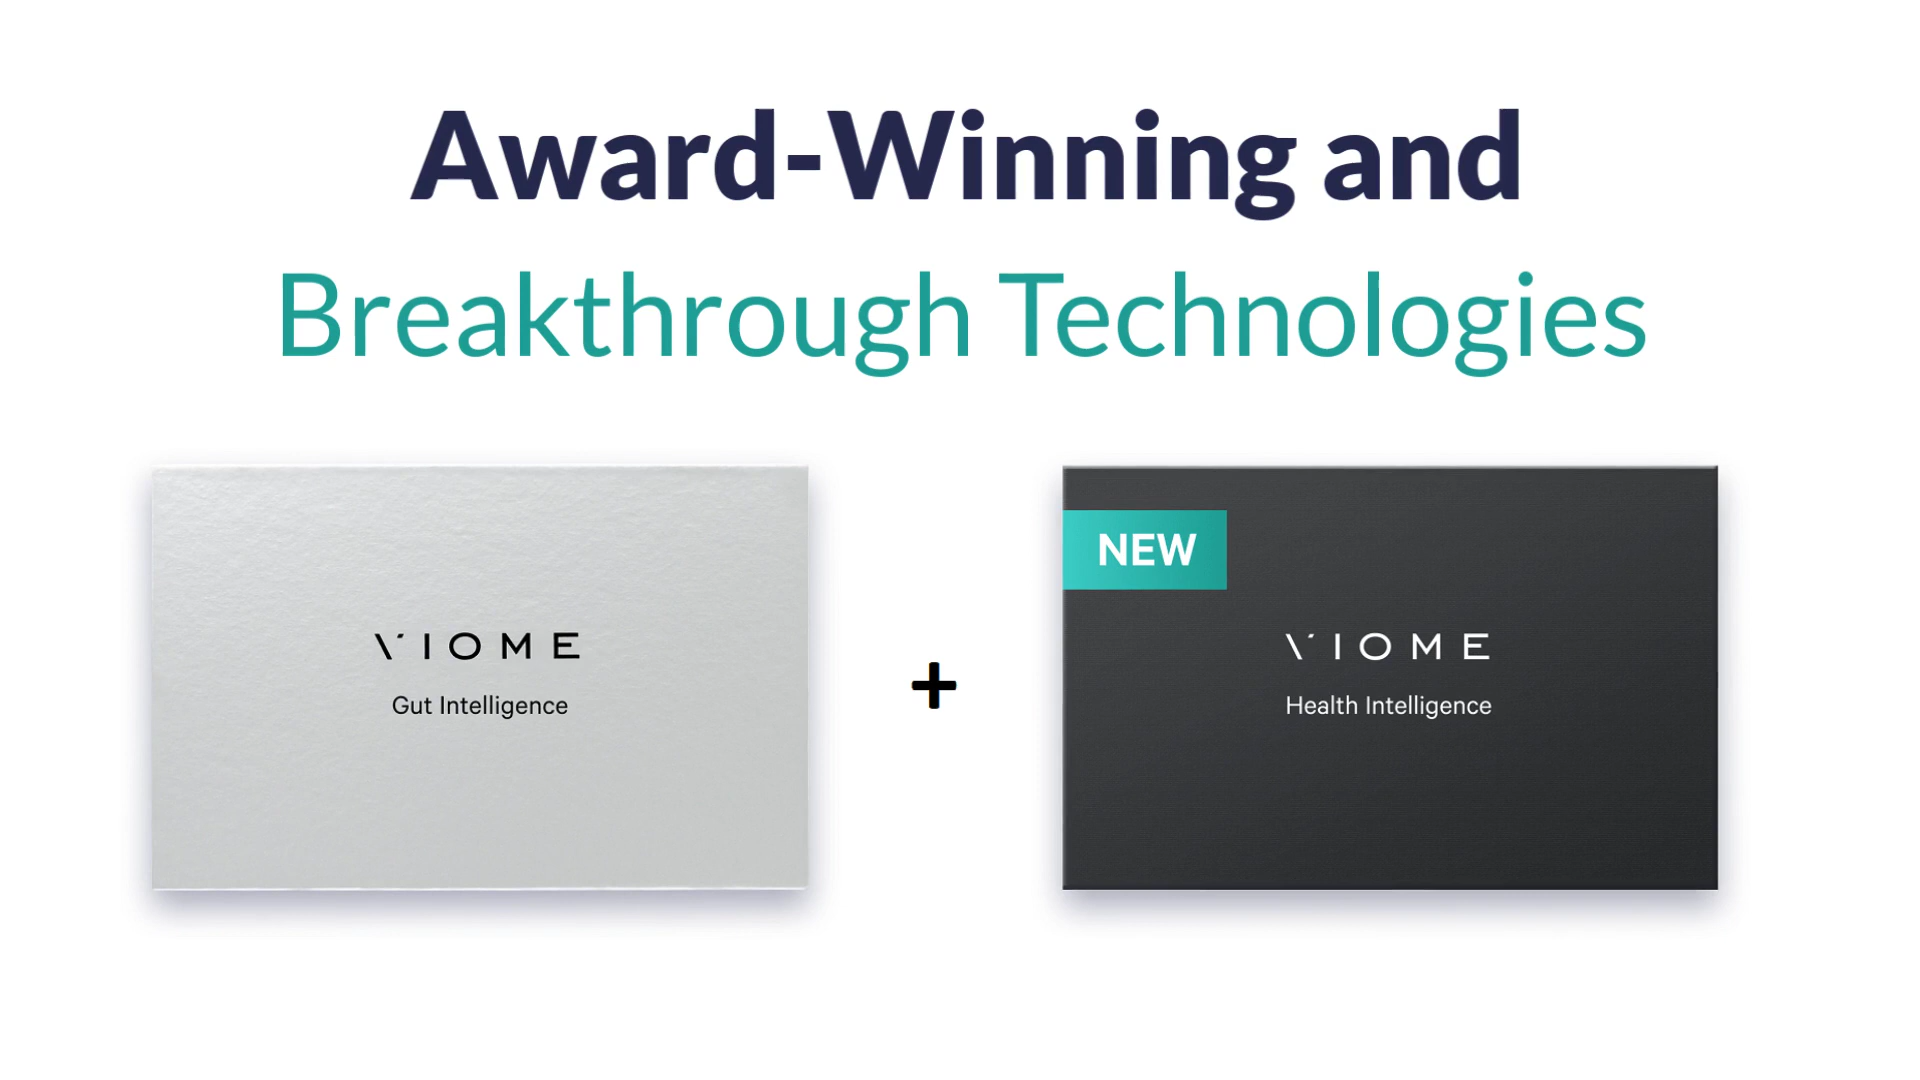 Award-Winning and
Breakthrough Technologies
VIOME
Gut Intelligence
+
NEW
VIOME
Health Intelligence